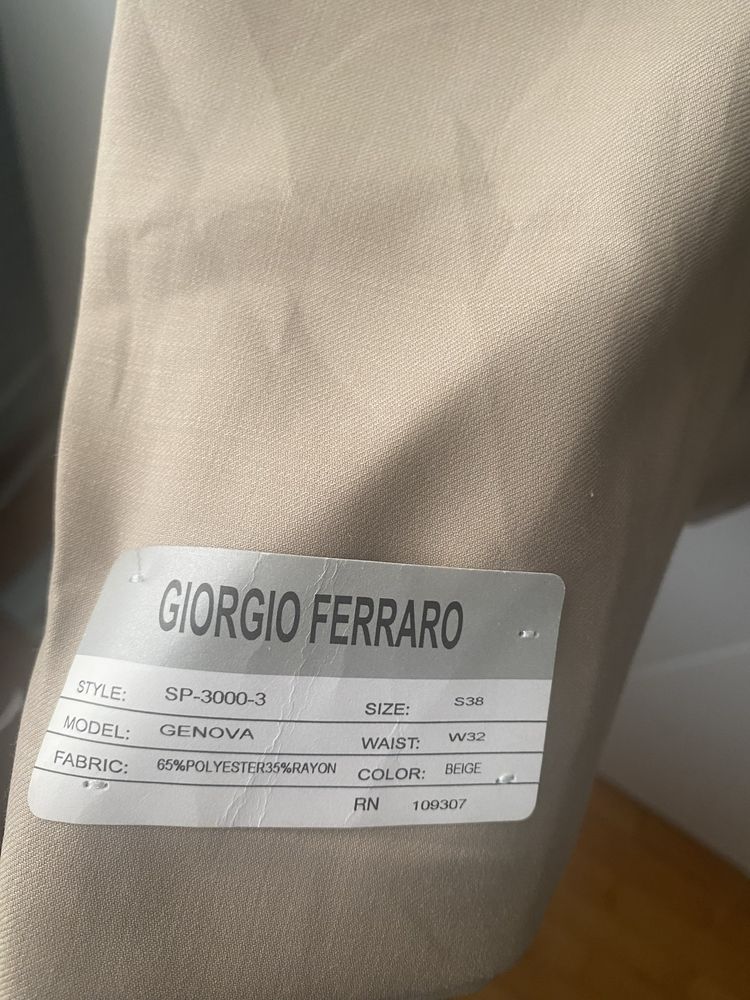 GIORGIO FERRARO
STYLE: SP-3000-3 SIZE: S38
MODEL: GENOVA WAIST: W32
FABRIC: 65%POLYESTER35%RAYON COLOR: BEIGE
RN 109307